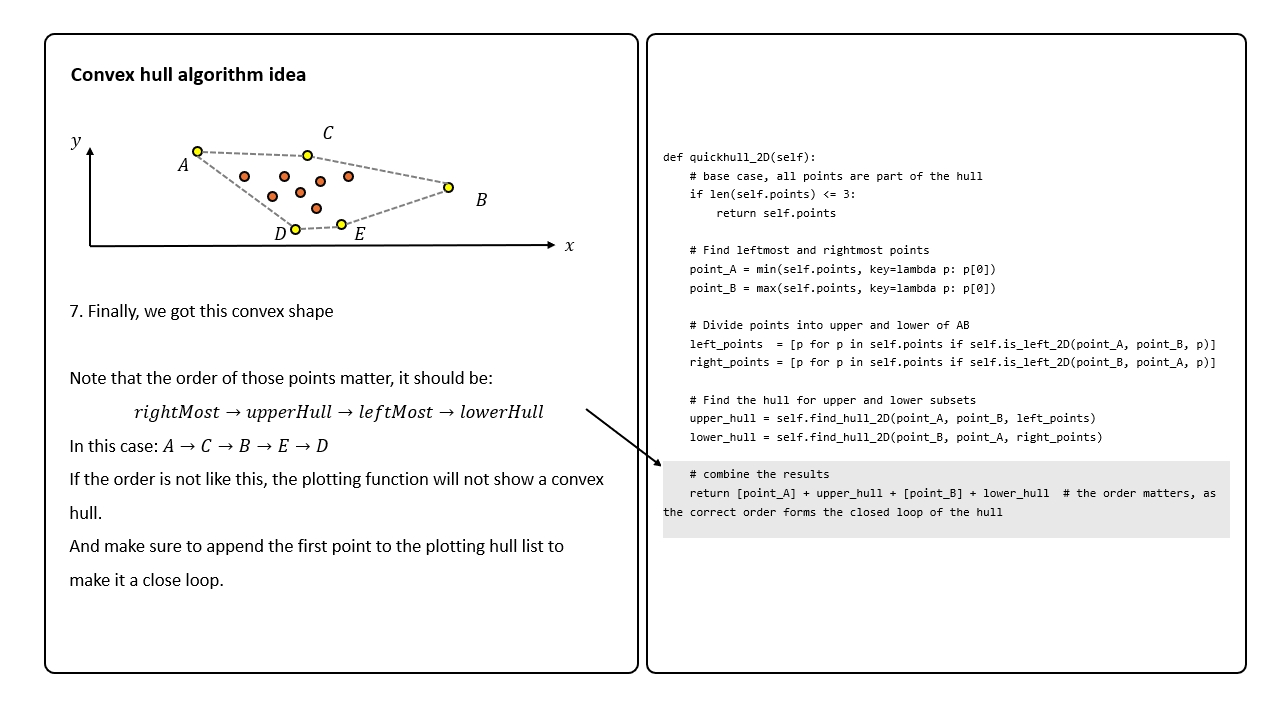 Convex hull algorithm idea
y
C
A
B
D
E
x
7. Finally, we got this convex shape
Note that the order of those points matter, it should be:
rightMost → upperHull → leftMost → lowerHull
In this case: A → C → B → E → D
If the order is not like this, the plotting function will not show a convex
hull.
And make sure to append the first point to the plotting hull list to
make it a close loop.
def quickhull_2D(self):
    # base case, all points are part of the hull
    if len(self.points) <= 3:
        return self.points
    # Find leftmost and rightmost points
    point_A = min(self.points, key=lambda p: p[0])
    point_B = max(self.points, key=lambda p: p[0])
    # Divide points into upper and lower of AB
    left_points  = [p for p in self.points if self.is_left_2D(point_A, point_B, p)]
    right_points = [p for p in self.points if self.is_left_2D(point_B, point_A, p)]
    # Find the hull for upper and lower subsets
    upper_hull = self.find_hull_2D(point_A, point_B, left_points)
    lower_hull = self.find_hull_2D(point_B, point_A, right_points)
    # combine the results
    return [point_A] + upper_hull + [point_B] + lower_hull  # the order matters, as
the correct order forms the closed loop of the hull